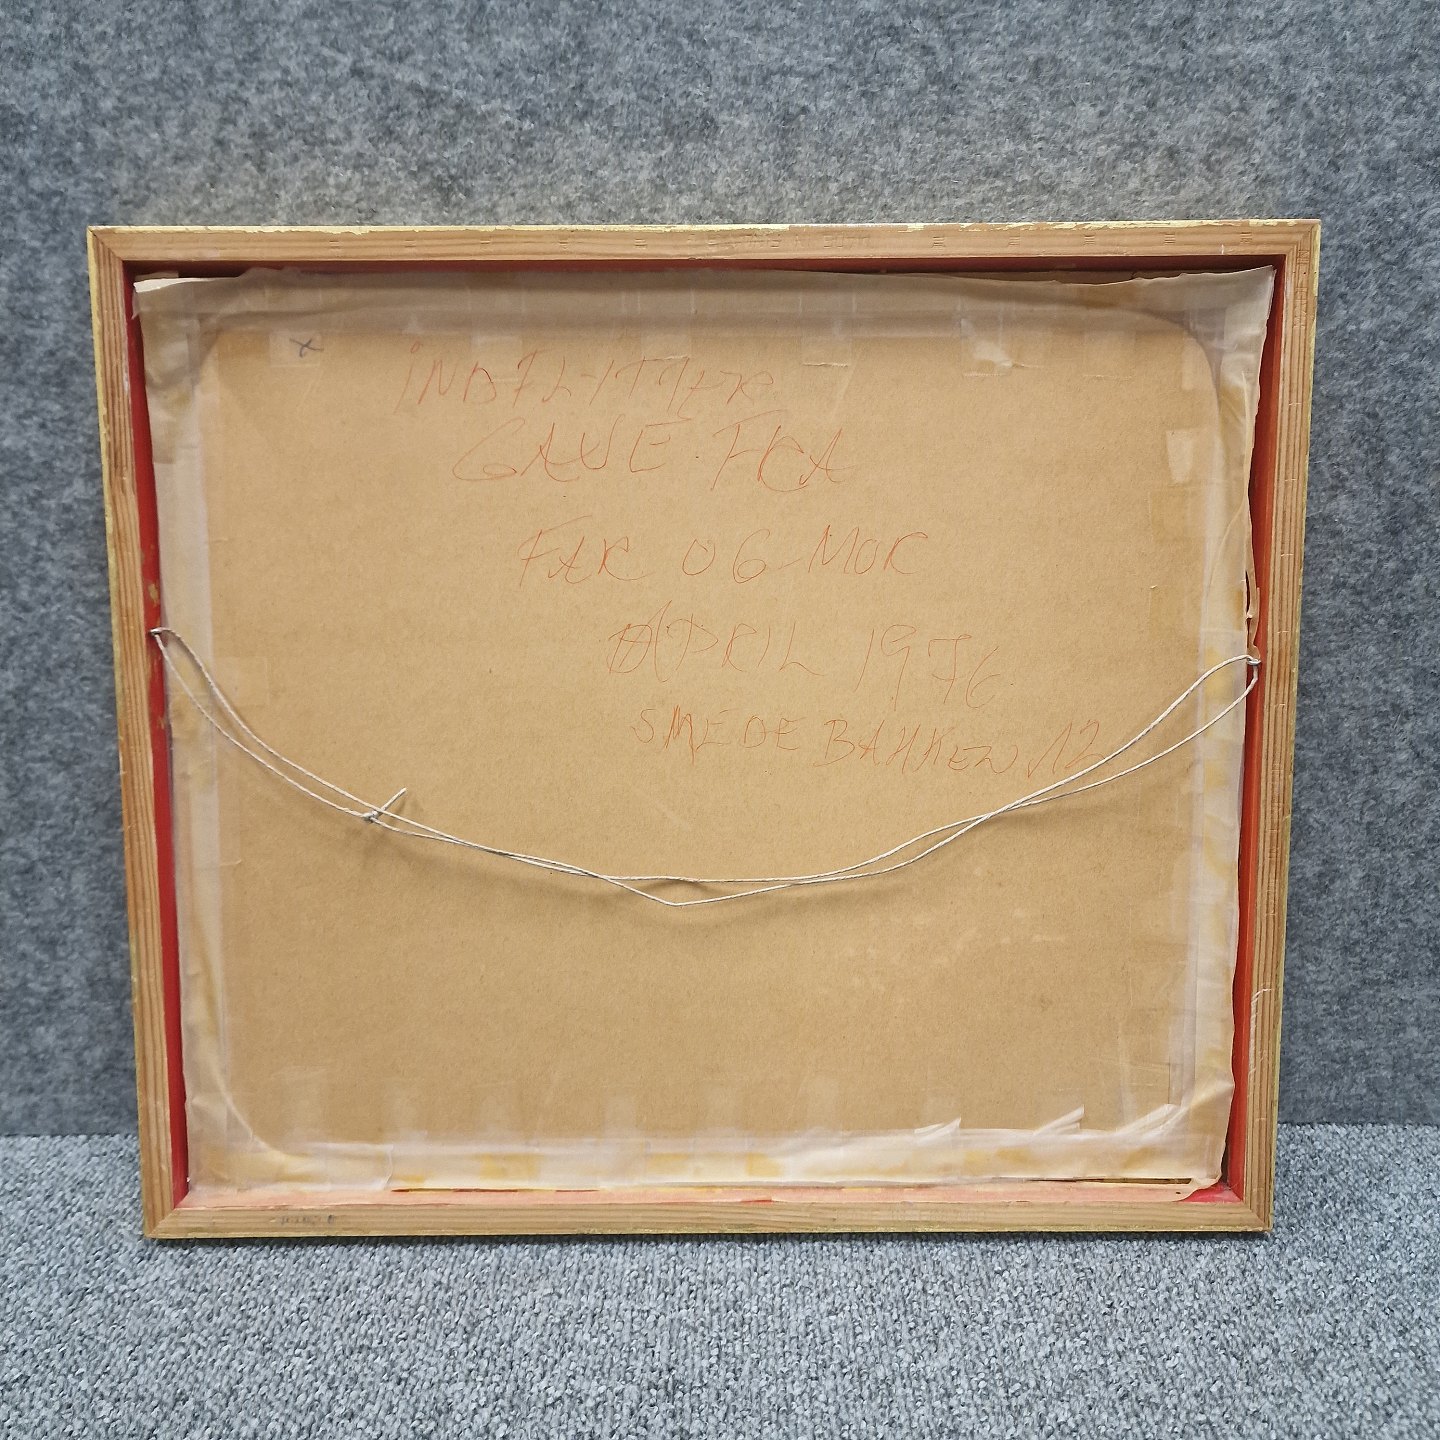 INDFLYTTER
GAVE FRA
FAR OG MOR
APRIL 1976
SMEDEBAKKEN 12